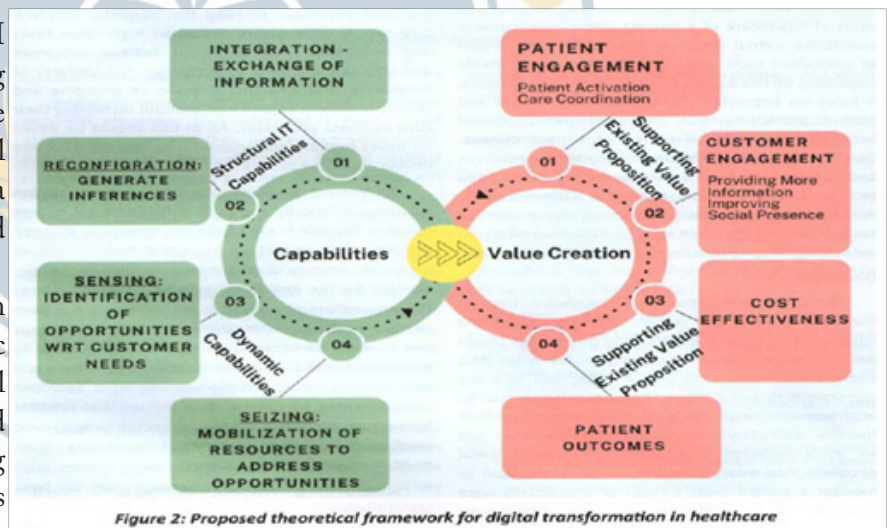 INTEGRATION -
EXCHANGE OF
INFORMATION
PATIENT
ENGAGEMENT
Patient Activation
Care Coordination
Structural IT
Capabilities
Supporting
Existing Value
Proposition
RECONFIGRATION:
GENERATE
INFERENCES
CUSTOMER
ENGAGEMENT
Providing More
Information
Improving
Social Presence
01
02
03
04
Capabilities
01
02
03
04
Value Creation
SENSING:
IDENTIFICATION
OF
OPPORTUNITIES
WRT CUSTOMER
NEEDS
COST
EFFECTIVENESS
Dynamic
Capabilities
Supporting
Existing Value
Proposition
SEIZING:
MOBILIZATION OF
RESOURCES TO
ADDRESS
OPPORTUNITIES
PATIENT
OUTCOMES
Figure 2: Proposed theoretical framework for digital transformation in healthcare